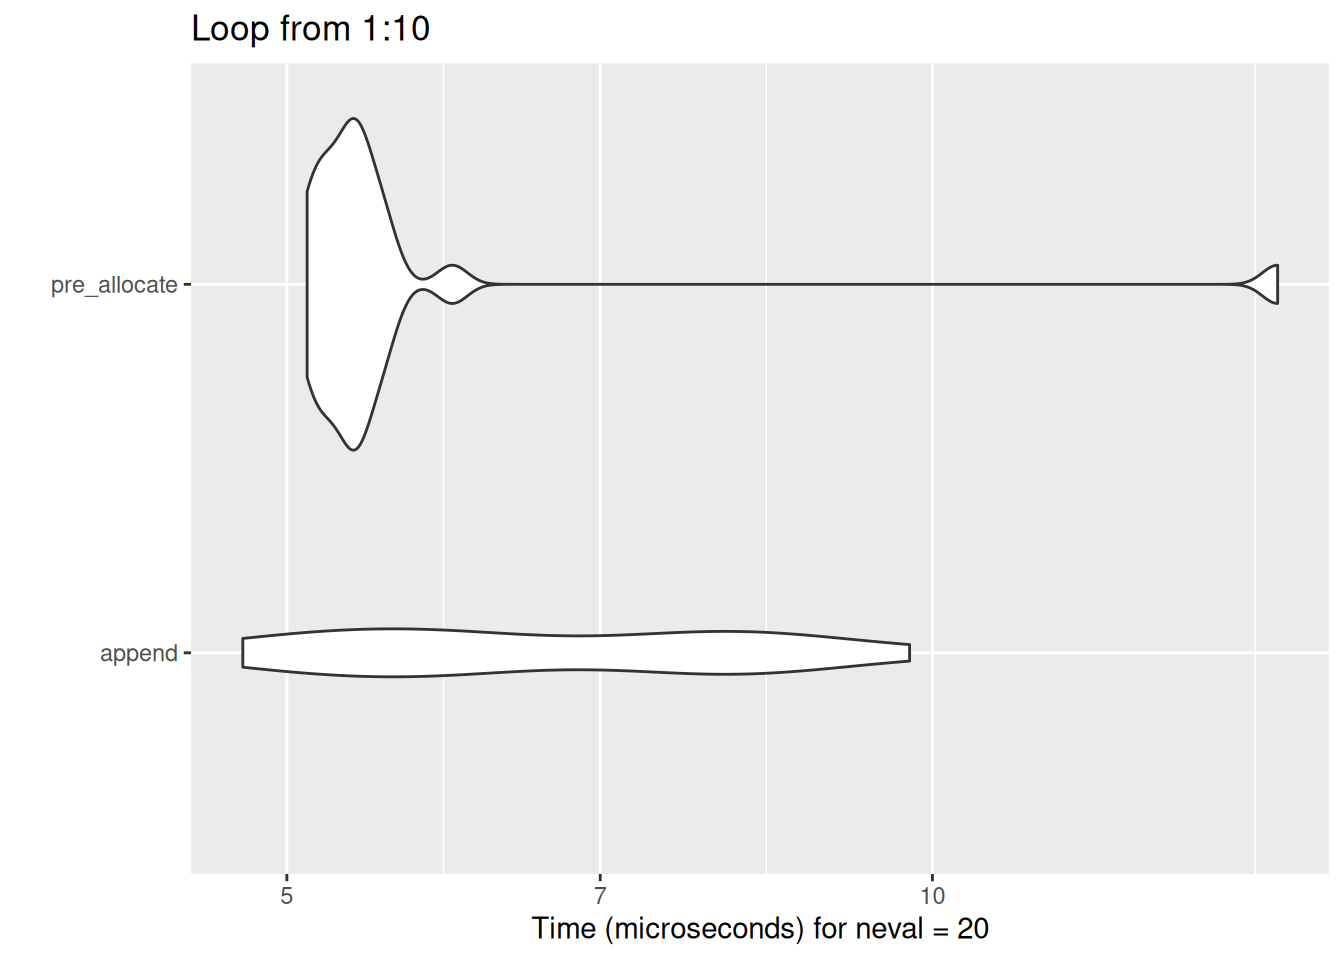 Loop from 1:10
pre_allocate
append
5 7 10
Time (microseconds) for neval = 20